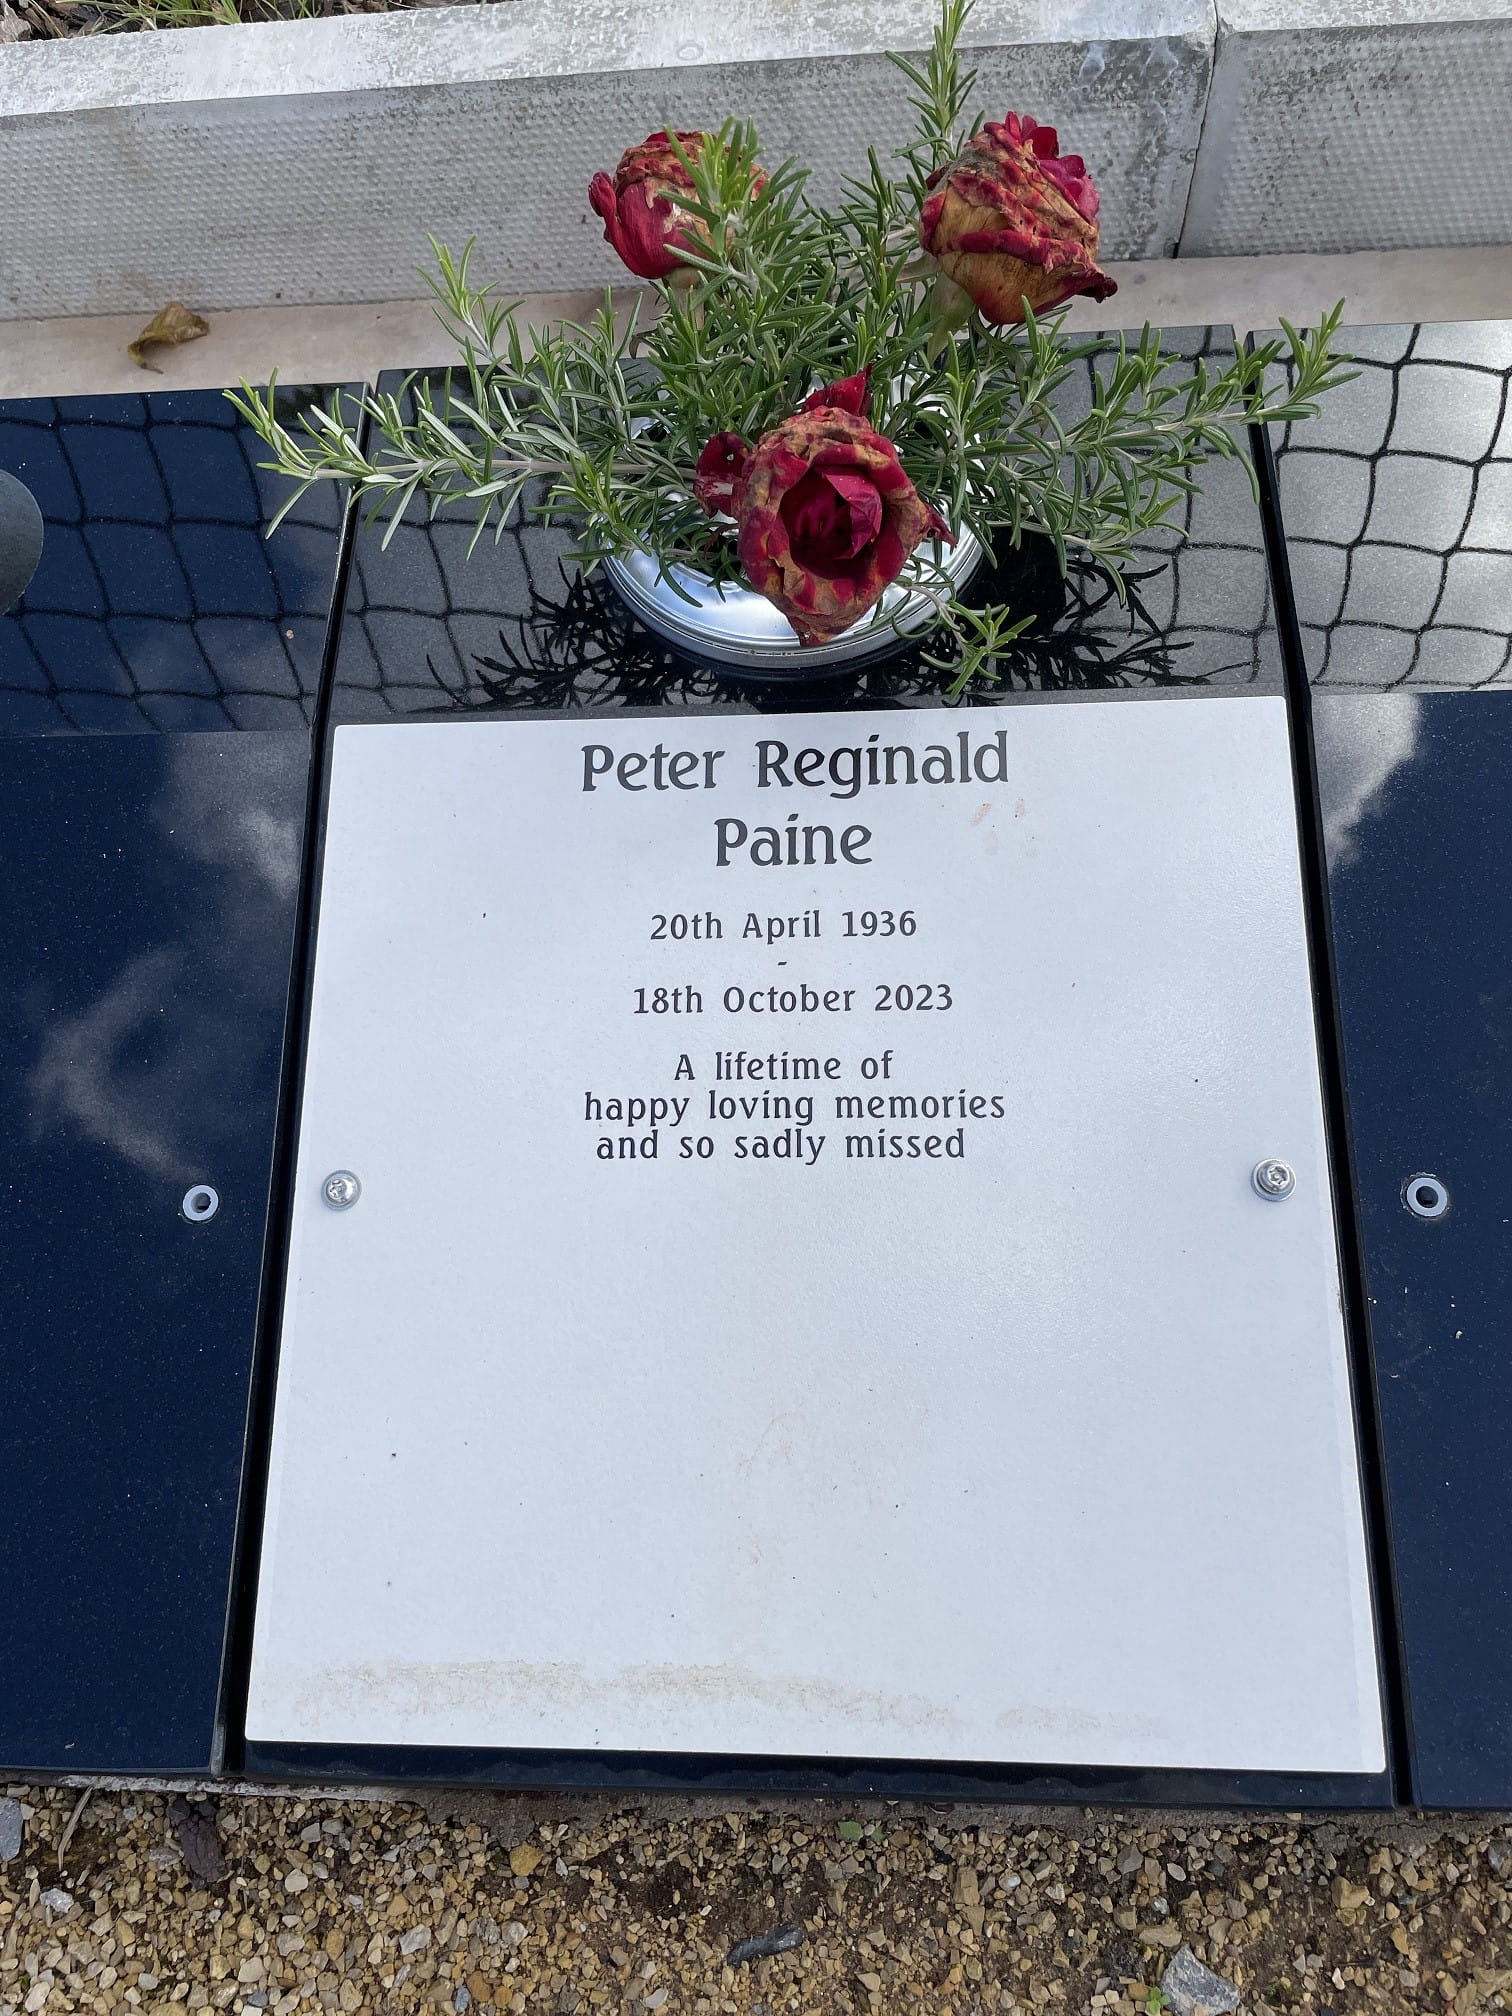 Peter Reginald
Paine
20th April 1936
-
18th October 2023
A lifetime of
happy loving memories
and so sadly missed